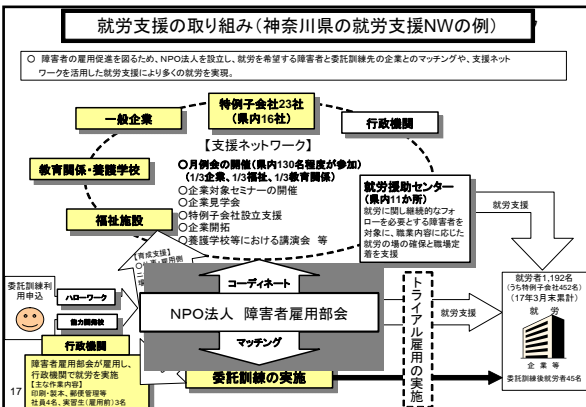 就労支援の取り組み(神奈川県の就労支援NWの例)
○ 障害者の雇用促進を図るため、NPO法人を設立し、就労を希望する障害者と委託訓練先の企業とのマッチングや、支援ネット
ワークを活用した就労支援により多くの就労を実現。
特例子会社23社
(県内16社)
一般企業
行政機関
【支援ネットワーク】
教育関係・養護学校
○月例会の開催(県内130名程度が参加)
(1/3企業、1/3福祉、1/3教育関係)
○企業対象セミナーの開催
○企業見学会
○特例子会社設立支援
○企業開拓
○養護学校等における講演会 等
福祉施設
就労援助センター
(県内11か所)
就労に関し継続的なフォ
ローを必要とする障害者を
対象に、職業内容に応じた
就労の場の確保と職場定
着を支援
就労支援
【育成支援】
委託訓練利
用申込
ハローワーク
能力開発校
行政機関
コーディネート
NPO法人 障害者雇用部会
マッチング
就労支援
トライアル雇用の実施
就労者1,192名
(うち特例子会社452名)
(17年3月末累計)
就 労
企 業 等
委託訓練後就労者45名
障害者雇用部会が雇用し、
行政機関で就労を実施
【主な作業内容】
印刷・製本、郵便管理等
社員4名、実習生(雇用前)3名
委託訓練の実施
17